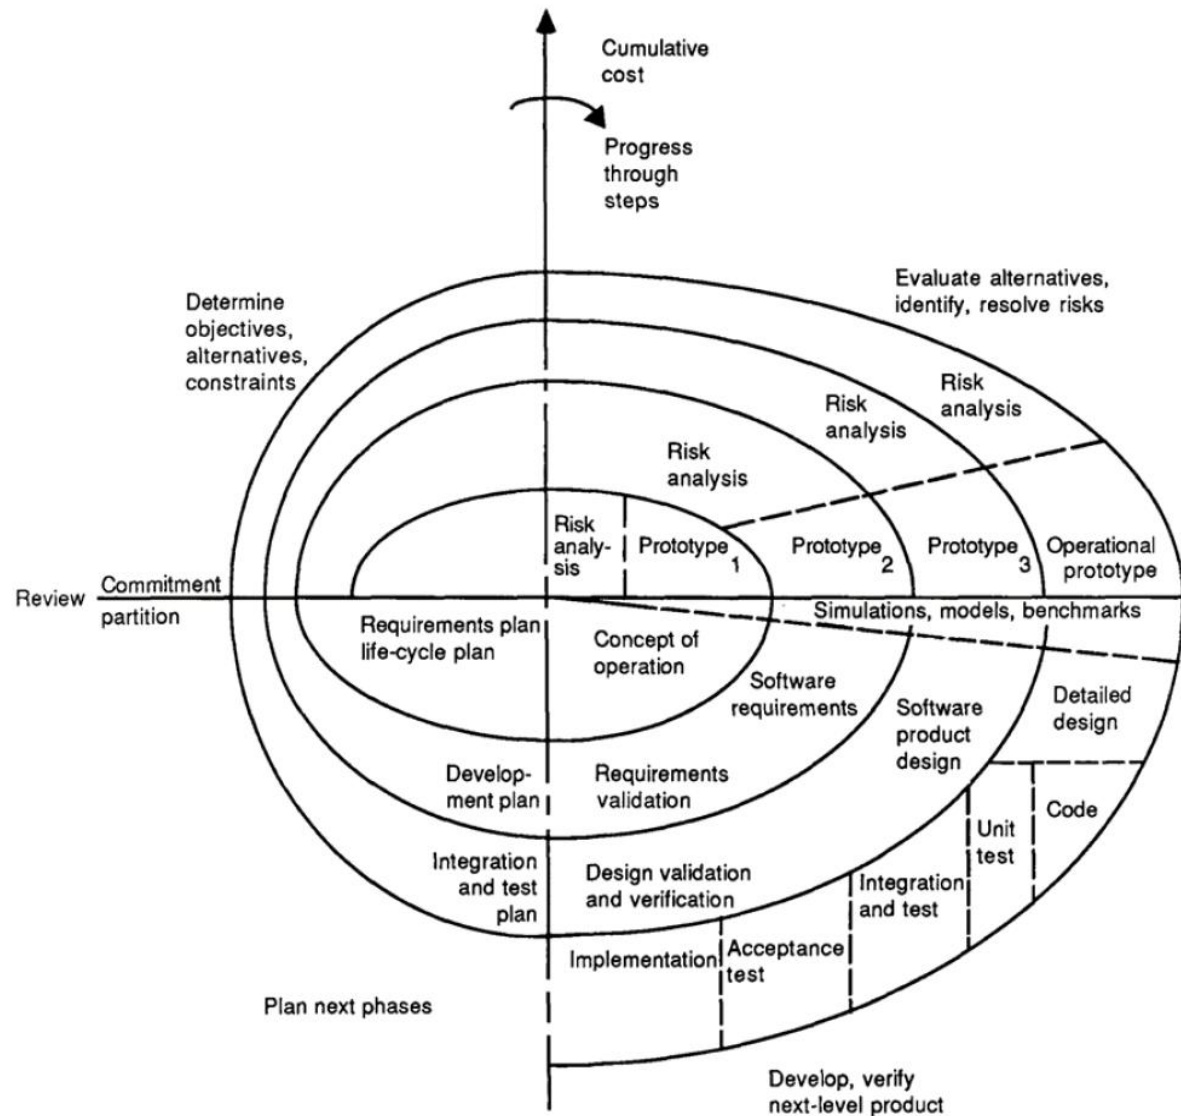 Cumulative
cost
Progress
through
steps
Evaluate alternatives,
identify, resolve risks
Determine
objectives,
alternatives,
constraints
Risk
analysis
Risk
analysis
Risk
analysis
Risk
analy-
sis
Prototype 1
Prototype 2
Prototype 3
Operational
prototype
Review
Commitment
partition
Simulations, models, benchmarks
Requirements plan
life-cycle plan
Concept of
operation
Software
requirements
Software
product
design
Detailed
design
Develop-
ment plan
Requirements
validation
Code
Unit
test
Integration
and test
plan
Design validation
and verification
Integration
and test
Acceptance
test
Implementation
Plan next phases
Develop, verify
next-level product